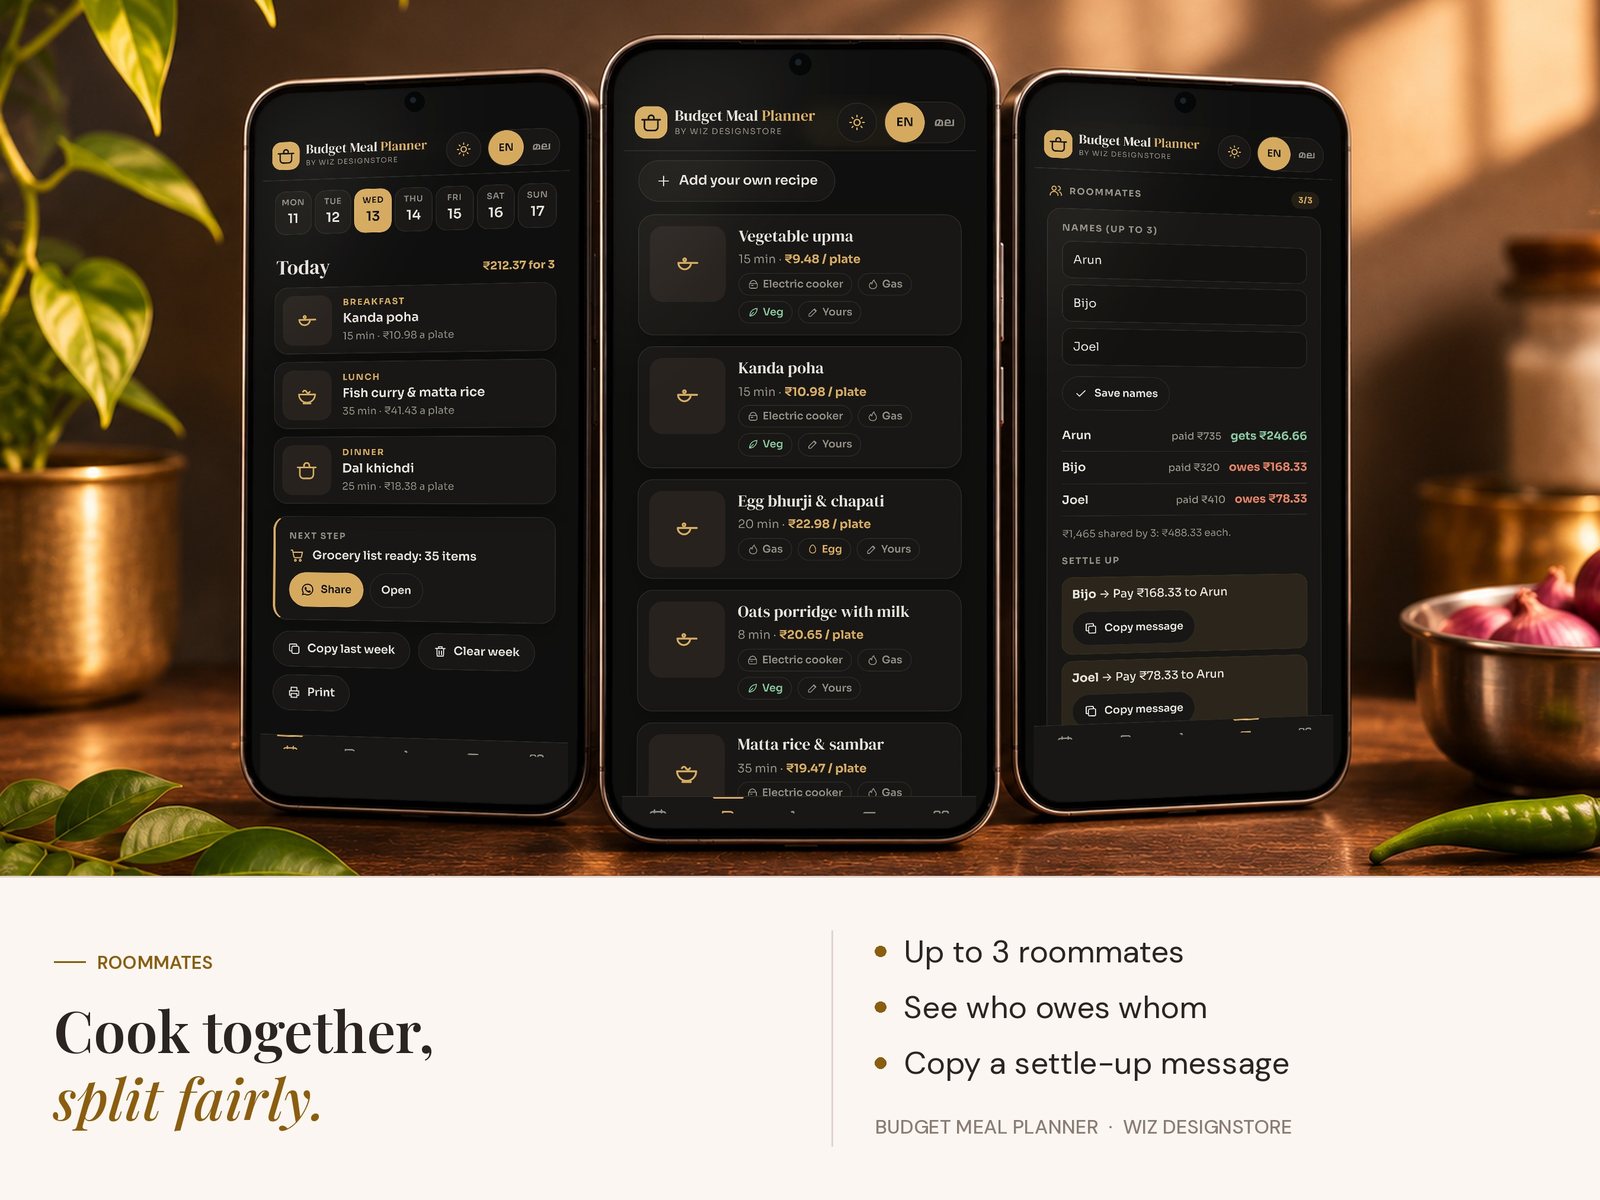 Budget Meal Planner
BY WIZ DESIGNSTORE
EN
മല
MON TUE WED THU FRI SAT SUN
11 12 13 14 15 16 17
Today
₹212.37 for 3
BREAKFAST
Kanda poha
15 min · ₹10.98 a plate
LUNCH
Fish curry & matta rice
35 min · ₹41.43 a plate
DINNER
Dal khichdi
25 min · ₹18.38 a plate
NEXT STEP
Grocery list ready: 35 items
Share
Open
Copy last week
Clear week
Print
Budget Meal Planner
BY WIZ DESIGNSTORE
EN
മല
+ Add your own recipe
Vegetable upma
15 min · ₹9.48 / plate
Electric cooker
Gas
Veg
Yours
Kanda poha
15 min · ₹10.98 / plate
Electric cooker
Gas
Veg
Yours
Egg bhurji & chapati
20 min · ₹22.98 / plate
Gas
Egg
Yours
Oats porridge with milk
8 min · ₹20.65 / plate
Electric cooker
Gas
Veg
Yours
Matta rice & sambar
35 min · ₹19.47 / plate
Electric cooker
Gas
Budget Meal Planner
BY WIZ DESIGNSTORE
EN
മല
ROOMMATES
3/3
NAMES (UP TO 3)
Arun
Bijo
Joel
Save names
Arun paid ₹735 gets ₹246.66
Bijo paid ₹320 owes ₹168.33
Joel paid ₹410 owes ₹78.33
₹1,465 shared by 3: ₹488.33 each.
SETTLE UP
Bijo → Pay ₹168.33 to Arun
Copy message
Joel → Pay ₹78.33 to Arun
Copy message
ROOMMATES
Cook together,
split fairly.
• Up to 3 roommates
• See who owes whom
• Copy a settle-up message
BUDGET MEAL PLANNER · WIZ DESIGNSTORE